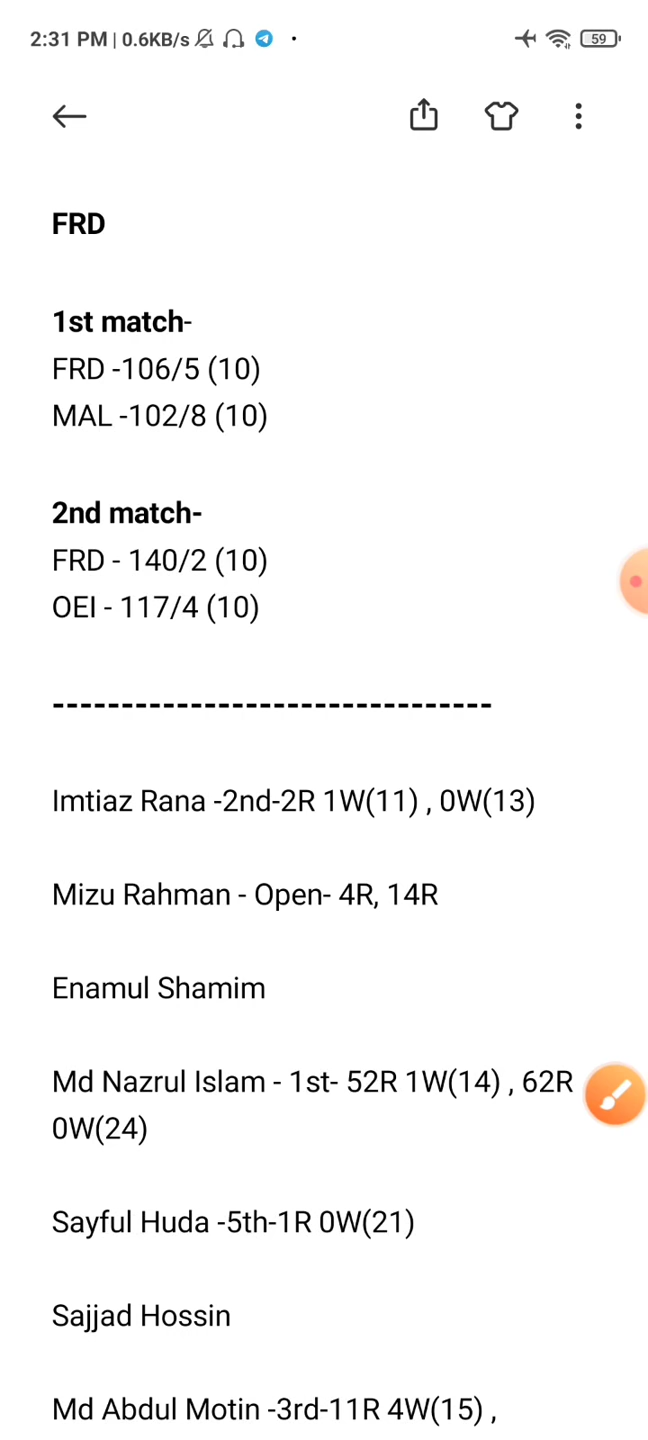 2:31 PM | 0.6KB/s
59
FRD
1st match-
FRD -106/5 (10)
MAL -102/8 (10)
2nd match-
FRD - 140/2 (10)
OEI - 117/4 (10)
--------------------------------
Imtiaz Rana -2nd-2R 1W(11) , 0W(13)
Mizu Rahman - Open- 4R, 14R
Enamul Shamim
Md Nazrul Islam - 1st- 52R 1W(14) , 62R
0W(24)
Sayful Huda -5th-1R 0W(21)
Sajjad Hossin
Md Abdul Motin -3rd-11R 4W(15) ,